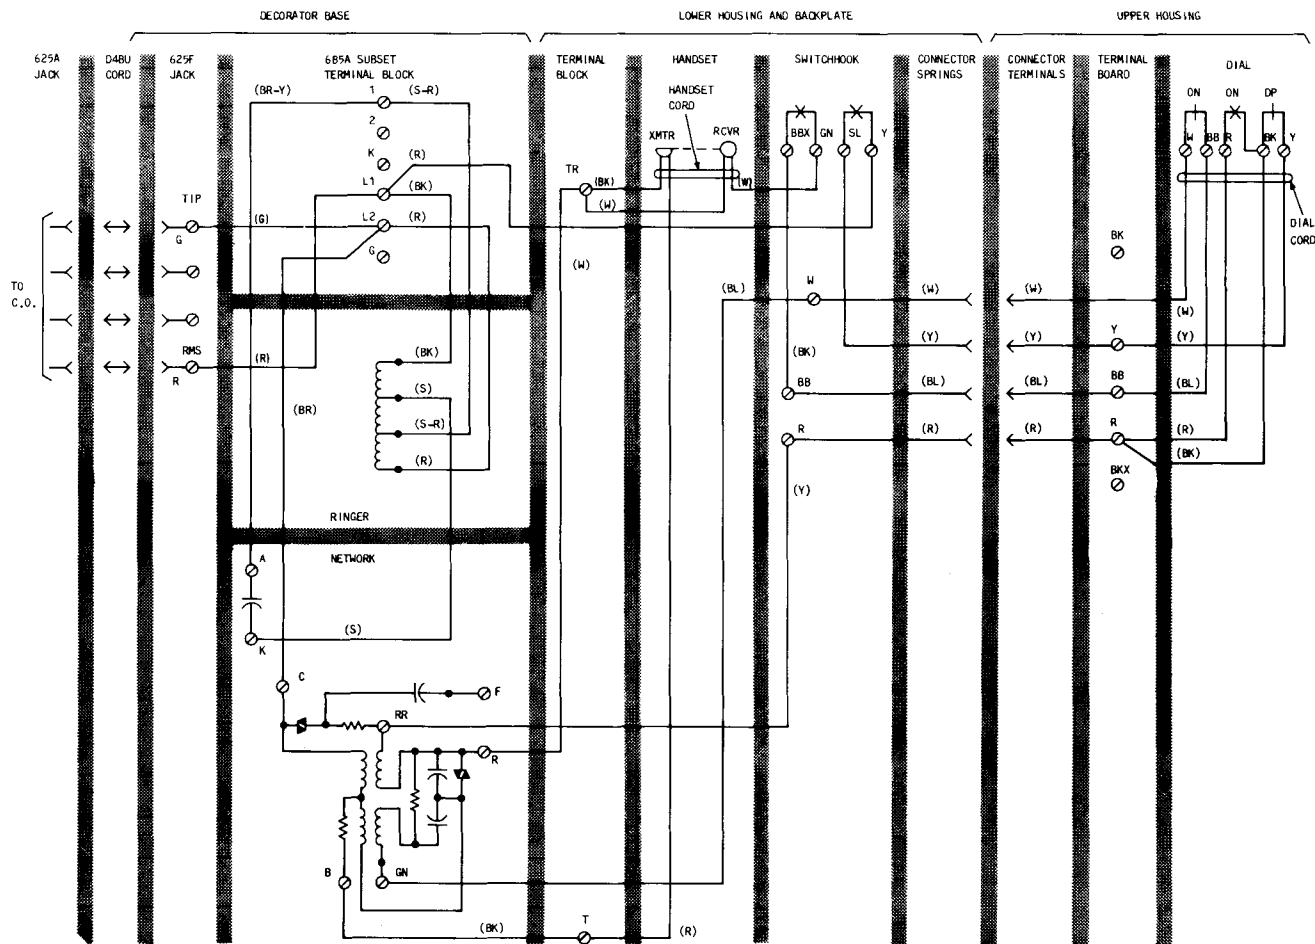 DECORATOR BASE
LOWER HOUSING AND BACKPLATE
UPPER HOUSING
625A
JACK
D4BU
CORD
625F
JACK
685A SUBSET
TERMINAL BLOCK
TERMINAL
BLOCK
HANDSET
SWITCHHOOK
CONNECTOR
SPRINGS
CONNECTOR
TERMINALS
TERMINAL
BOARD
DIAL
ON
ON
DP
HANDSET
CORD
XMTR
RCVR
BBX
GN
SL
Y
W
BB
R
BK
Y
(BR-Y)
1
(S-R)
2
K
(R)
L1
(BK)
L2
(R)
G
TIP
G
(G)
TR
(BK)
(W)
(W)
(W)
DIAL
CORD
BK
TO
C.O.
(BL)
W
(W)
(W)
(W)
(Y)
(Y)
Y
(Y)
RMS
R
(R)
(BK)
(BK)
(S)
BB
(BL)
(BL)
BB
(BL)
(BR)
(S-R)
R
(R)
(R)
R
(R)
(R)
(BK)
(Y)
BKX
RINGER
NETWORK
A
(S)
K
C
F
RR
R
B
GN
(BK)
T
(R)